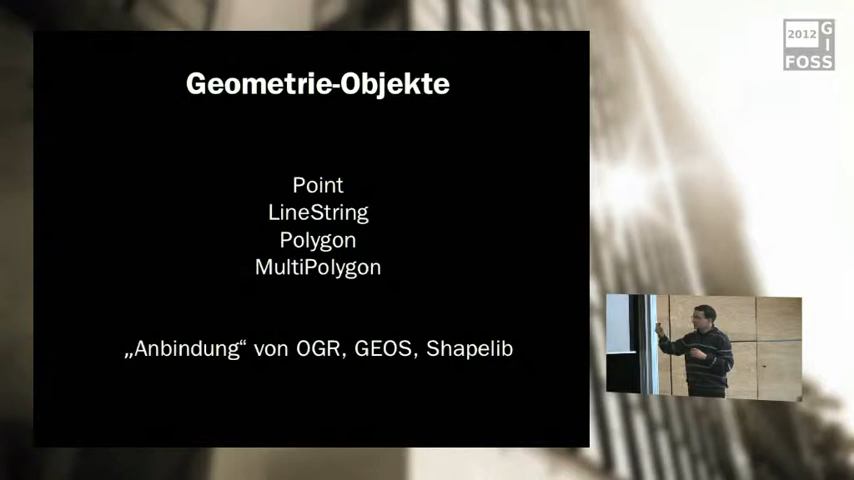 Geometrie-Objekte
Point
LineString
Polygon
MultiPolygon
„Anbindung“ von OGR, GEOS, Shapelib
2012
G
I
FOSS